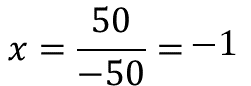 x = 50/−50 = −1